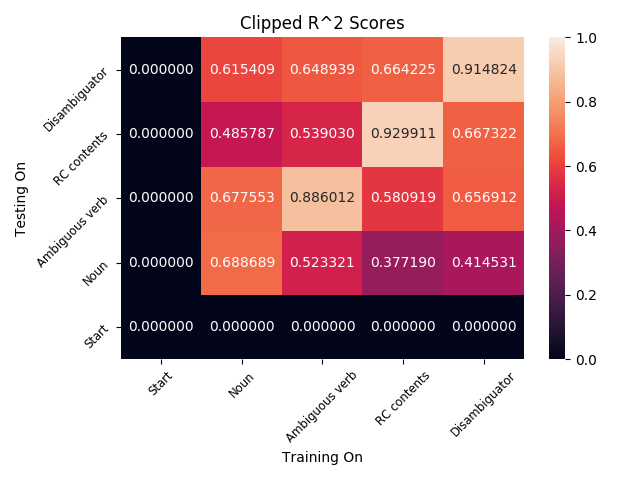 Clipped R^2 Scores
Testing On
Disambiguator
0.000000 0.615409 0.648939 0.664225 0.914824
RC contents
0.000000 0.485787 0.539030 0.929911 0.667322
Ambiguous verb
0.000000 0.677553 0.886012 0.580919 0.656912
Noun
0.000000 0.688689 0.523321 0.377190 0.414531
Start
0.000000 0.000000 0.000000 0.000000 0.000000
Start
Noun
Ambiguous verb
RC contents
Disambiguator
Training On
1.0
0.8
0.6
0.4
0.2
0.0